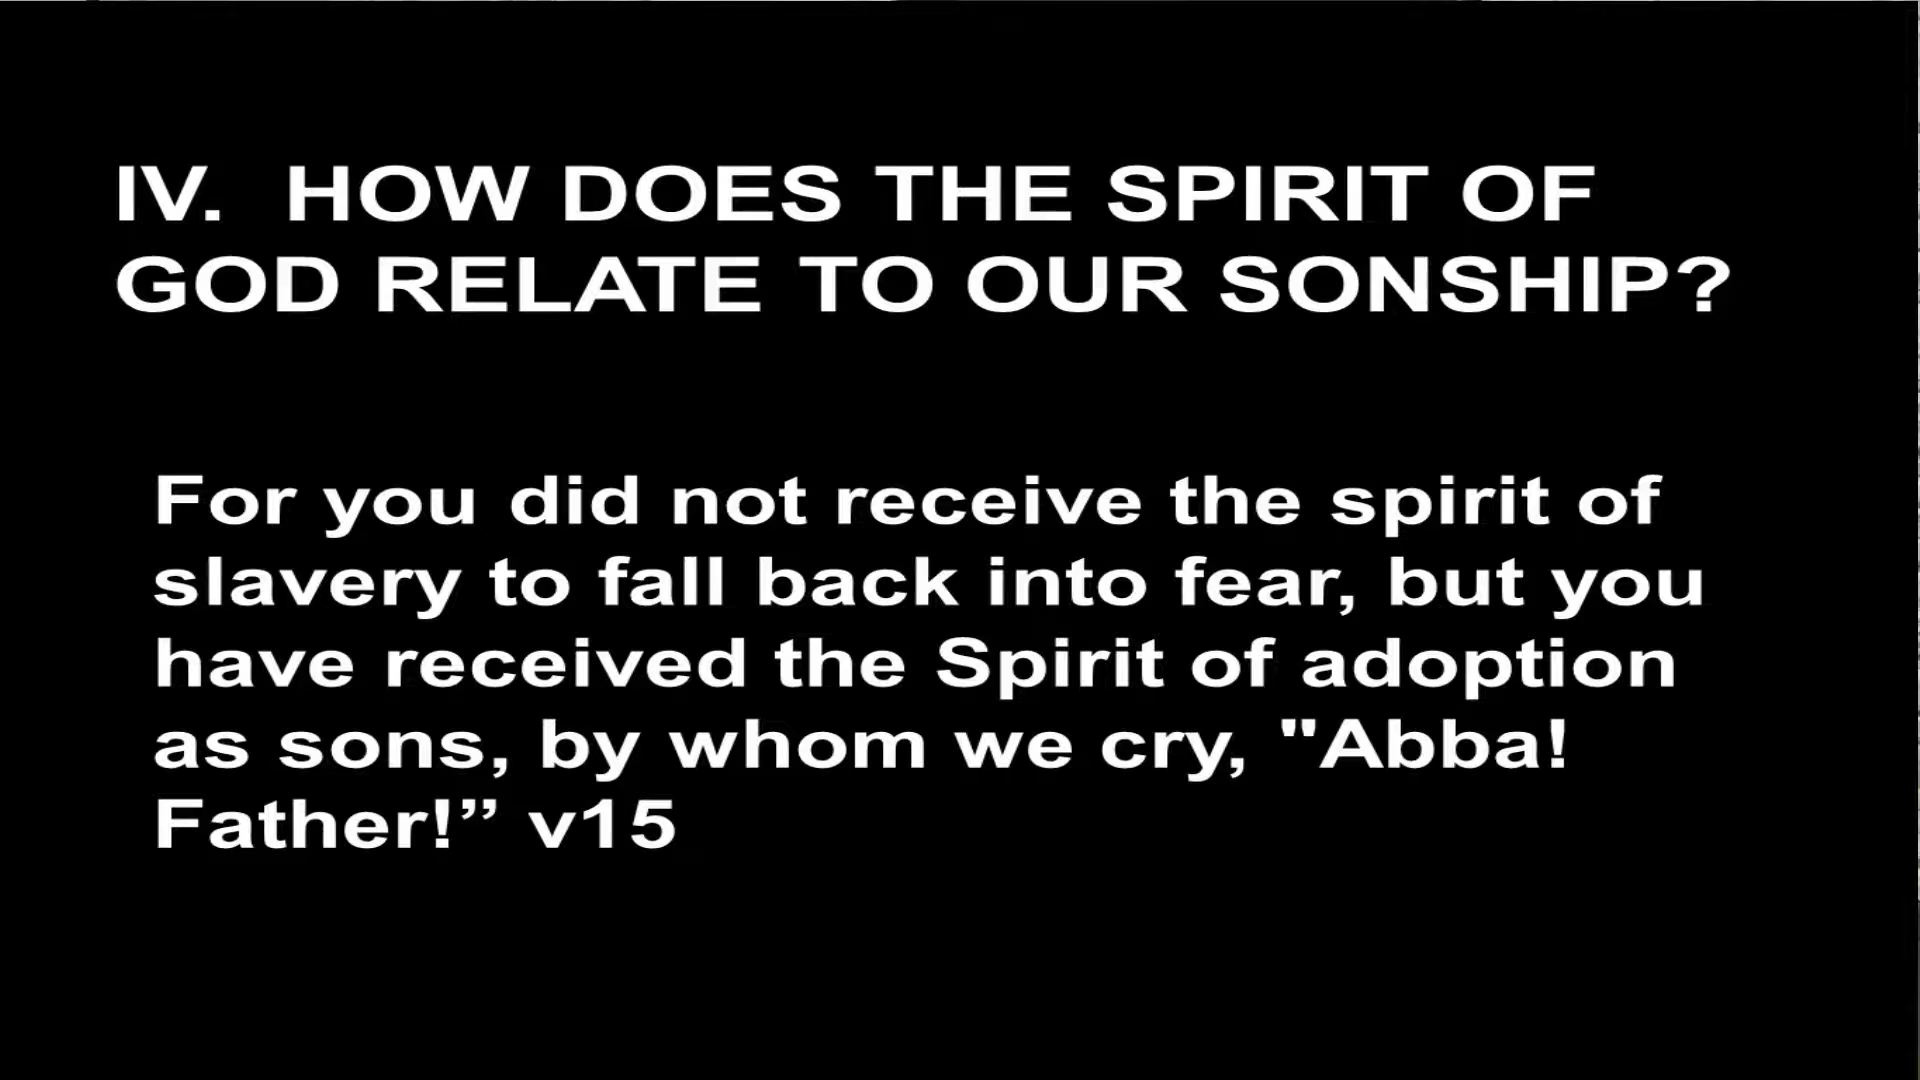 IV.  HOW DOES THE SPIRIT OF
GOD RELATE TO OUR SONSHIP?
For you did not receive the spirit of
slavery to fall back into fear, but you
have received the Spirit of adoption
as sons, by whom we cry, "Abba!
Father!” v15